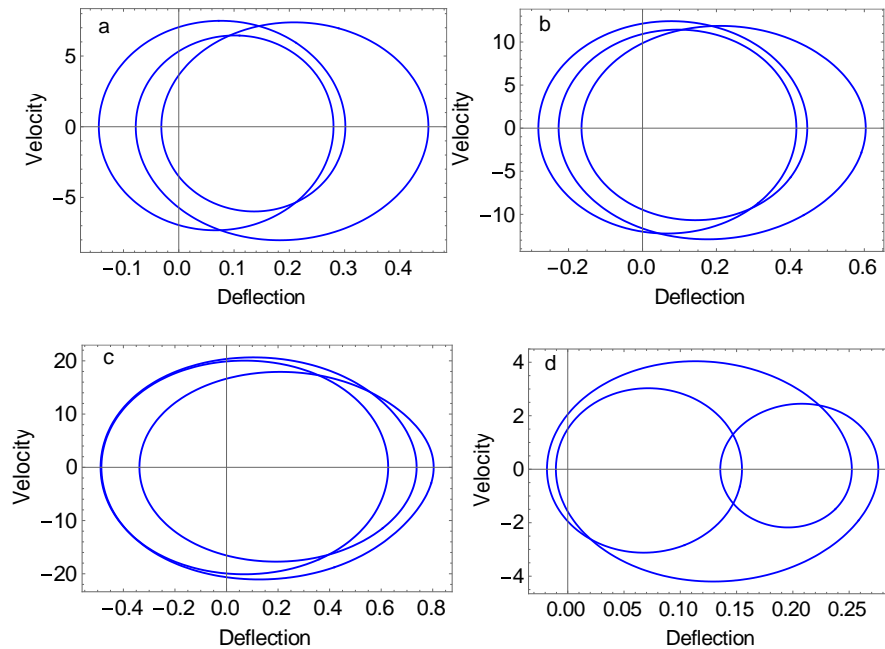 a
Velocity
5
0
−5
−0.1 0.0 0.1 0.2 0.3 0.4
Deflection
b
Velocity
10
5
0
−5
−10
−0.2 0.0 0.2 0.4 0.6
Deflection
c
Velocity
20
10
0
−10
−20
−0.4 −0.2 0.0 0.2 0.4 0.6 0.8
Deflection
d
Velocity
4
2
0
−2
−4
0.00 0.05 0.10 0.15 0.20 0.25
Deflection